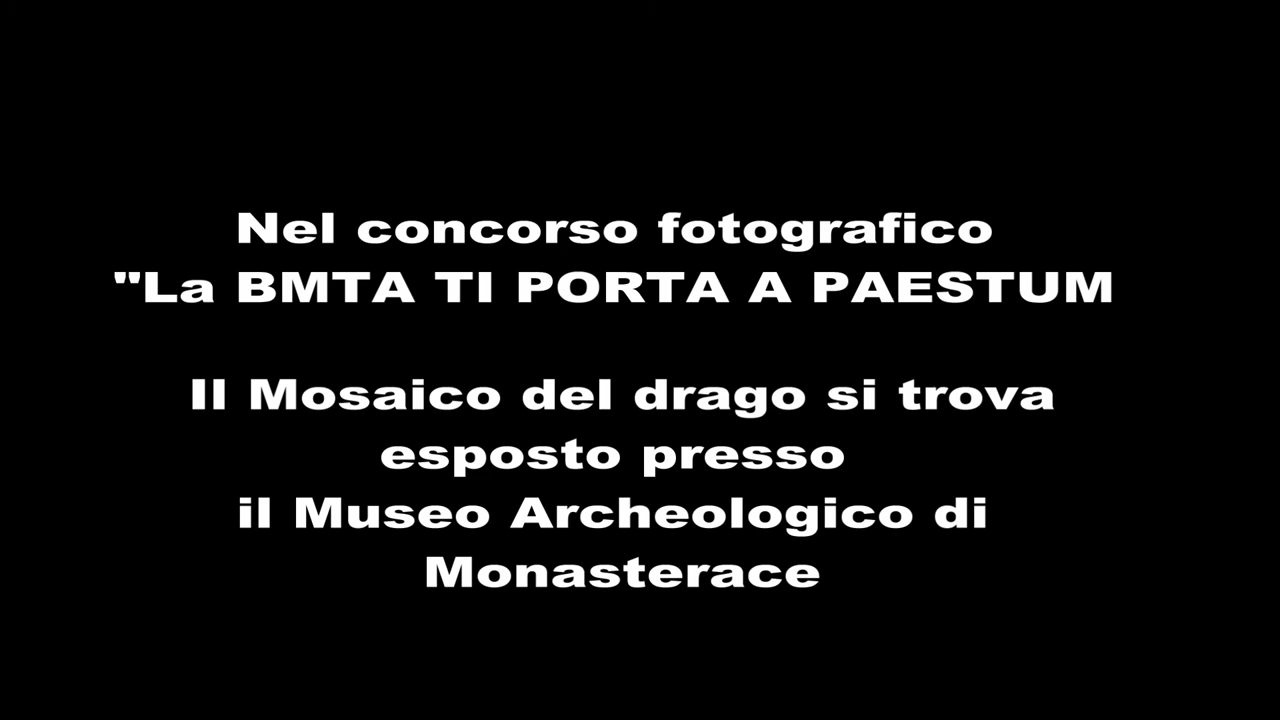 Nel concorso fotografico
"La BMTA TI PORTA A PAESTUM
Il Mosaico del drago si trova
esposto presso
il Museo Archeologico di
Monasterace